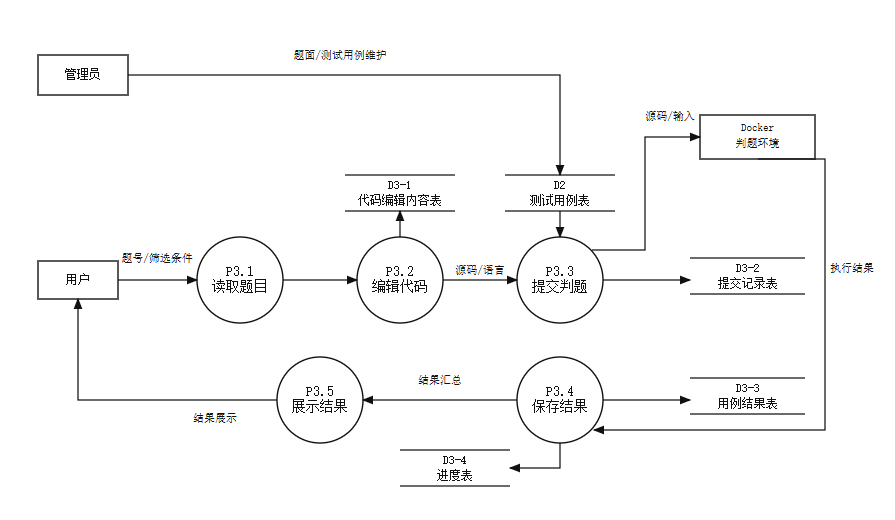 题面/测试用例维护
管理员
源码/输入
Docker
判题环境
D3-1
代码编辑内容表
D2
测试用例表
题号/筛选条件
用户
P3.1
读取题目
P3.2
编辑代码
源码/语言
P3.3
提交判题
D3-2
提交记录表
执行结果
结果展示
P3.5
展示结果
结果汇总
P3.4
保存结果
D3-3
用例结果表
D3-4
进度表